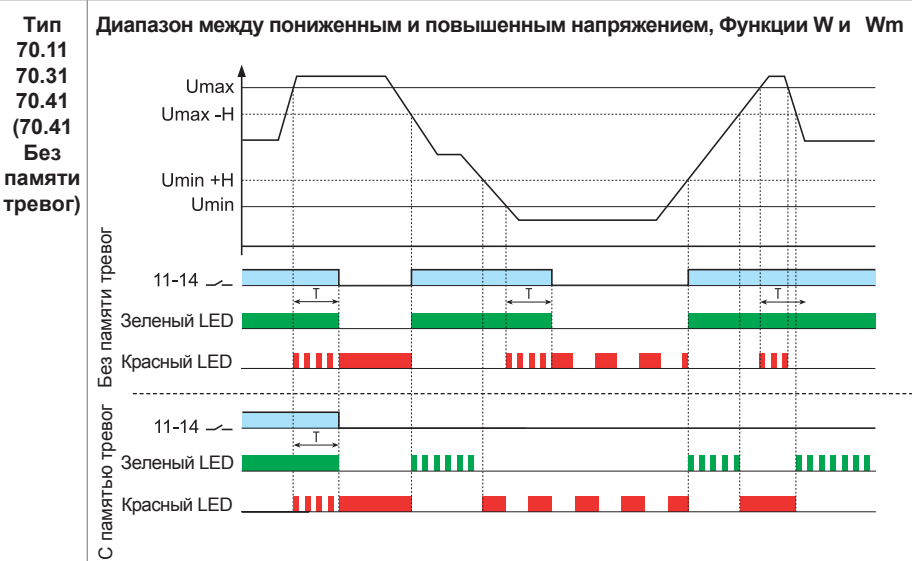 Тип
70.11
70.31
70.41
(70.41
Без
памяти
тревог)
Диапазон между пониженным и повышенным напряжением, Функции W и Wm
Umax
Umax -H
Umin +H
Umin
Без памяти тревог
11-14
T
T
T
Зеленый LED
Красный LED
С памятью тревог
11-14
T
Зеленый LED
Красный LED